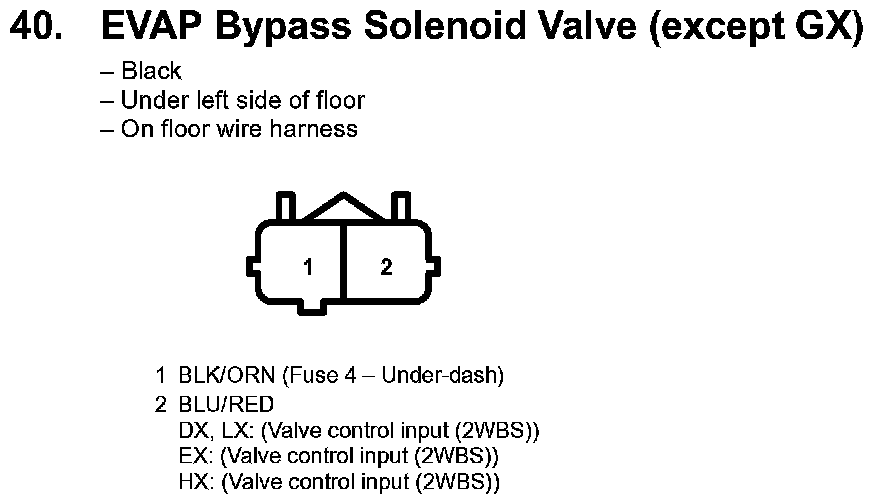 40. EVAP Bypass Solenoid Valve (except GX)
– Black
– Under left side of floor
– On floor wire harness
1 2
1 BLK/ORN (Fuse 4 – Under-dash)
2 BLU/RED
DX, LX: (Valve control input (2WBS))
EX: (Valve control input (2WBS))
HX: (Valve control input (2WBS))